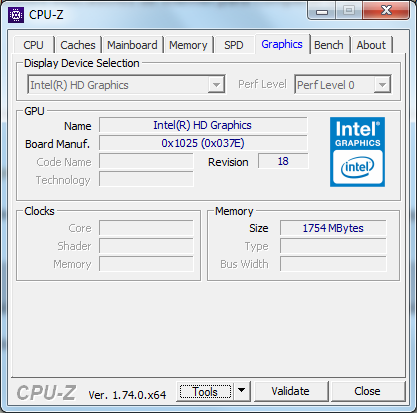 CPU-Z
CPU Caches Mainboard Memory SPD Graphics Bench About
Display Device Selection
Intel(R) HD Graphics Perf Level Perf Level 0
GPU
Name Intel(R) HD Graphics
Board Manuf. 0x1025 (0x037E)
Code Name Revision 18
Technology
Intel®
GRAPHICS
intel
Clocks
Core
Shader
Memory
Memory
Size 1754 MBytes
Type
Bus Width
CPU-Z Ver. 1.74.0.x64 Tools Validate Close